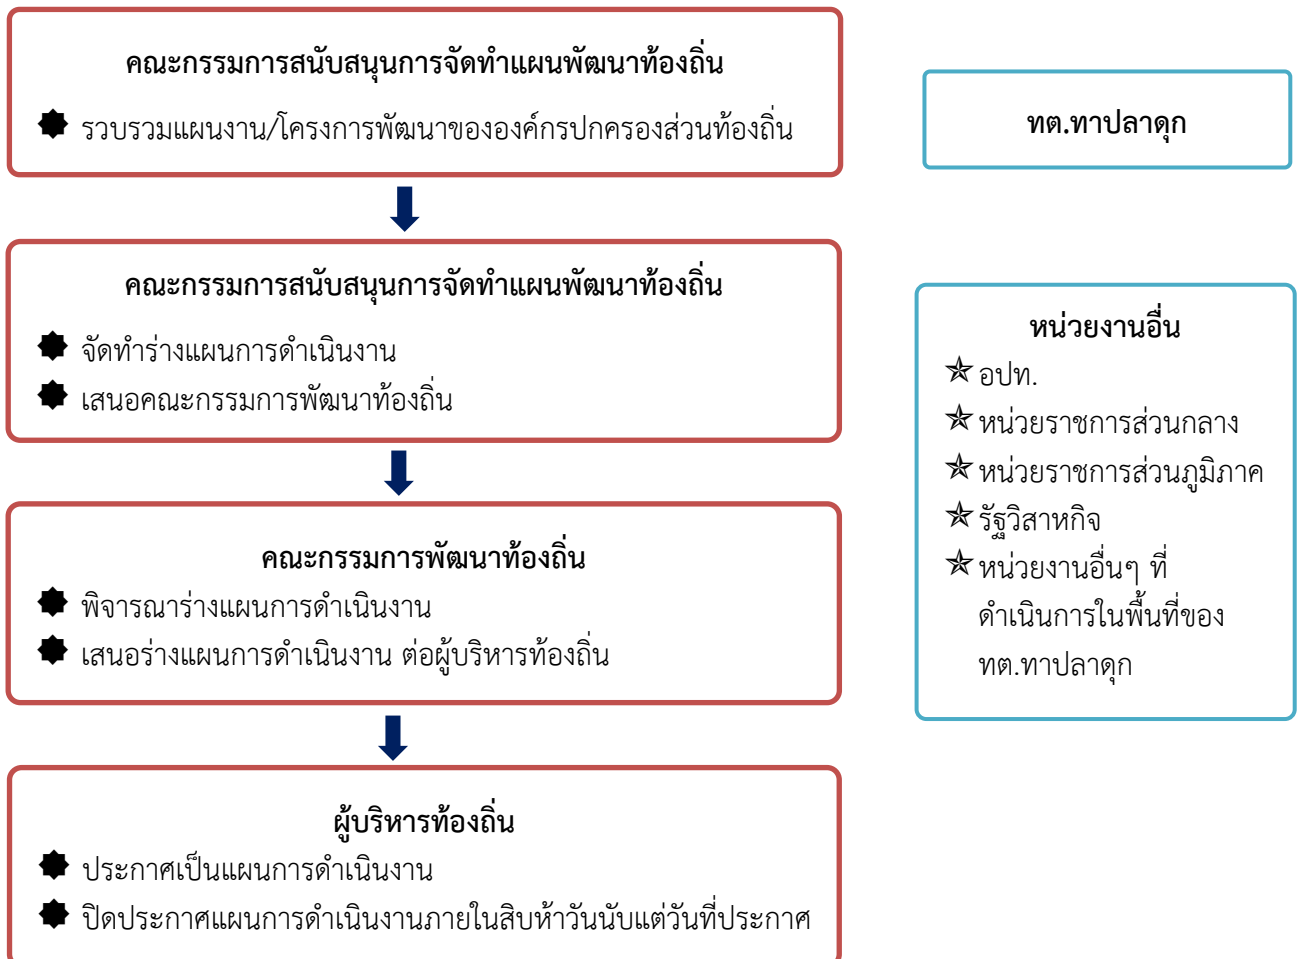 คณะกรรมการสนับสนุนการจัดทำแผนพัฒนาท้องถิ่น
รวบรวมแผนงาน/โครงการพัฒนาขององค์กรปกครองส่วนท้องถิ่น
ทต.ทาปลาดุก
คณะกรรมการสนับสนุนการจัดทำแผนพัฒนาท้องถิ่น
จัดทำร่างแผนการดำเนินงาน
เสนอคณะกรรมการพัฒนาท้องถิ่น
หน่วยงานอื่น
อปท.
หน่วยราชการส่วนกลาง
หน่วยราชการส่วนภูมิภาค
รัฐวิสาหกิจ
หน่วยงานอื่นๆ ที่
ดำเนินการในพื้นที่ของ
ทต.ทาปลาดุก
คณะกรรมการพัฒนาท้องถิ่น
พิจารณาร่างแผนการดำเนินงาน
เสนอร่างแผนการดำเนินงาน ต่อผู้บริหารท้องถิ่น
ผู้บริหารท้องถิ่น
ประกาศเป็นแผนการดำเนินงาน
ปิดประกาศแผนการดำเนินงานภายในสิบห้าวันนับแต่วันที่ประกาศ